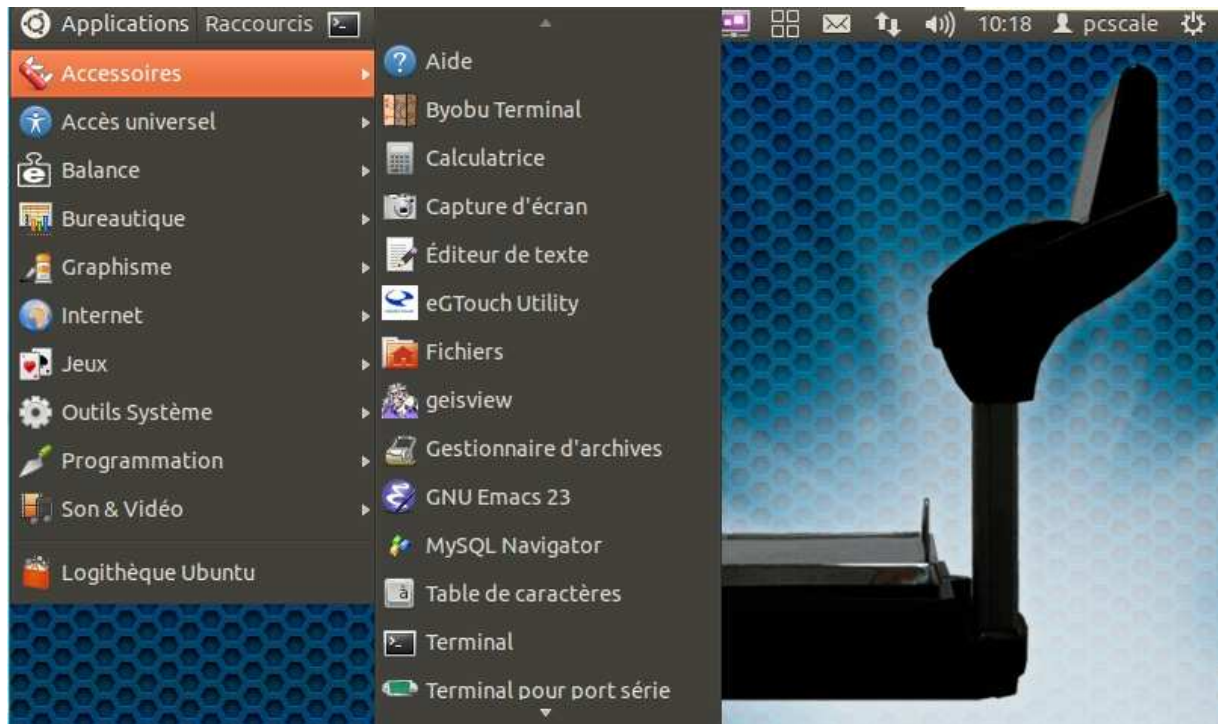 Applications Raccourcis 10:18 pcscale
Accessoires
Accès universel
Balance
Bureautique
Graphisme
Internet
Jeux
Outils Système
Programmation
Son & Vidéo
Logithèque Ubuntu
Aide
Byobu Terminal
Calculatrice
Capture d'écran
Éditeur de texte
eGTouch Utility
Fichiers
geisview
Gestionnaire d'archives
GNU Emacs 23
MySQL Navigator
Table de caractères
Terminal
Terminal pour port série